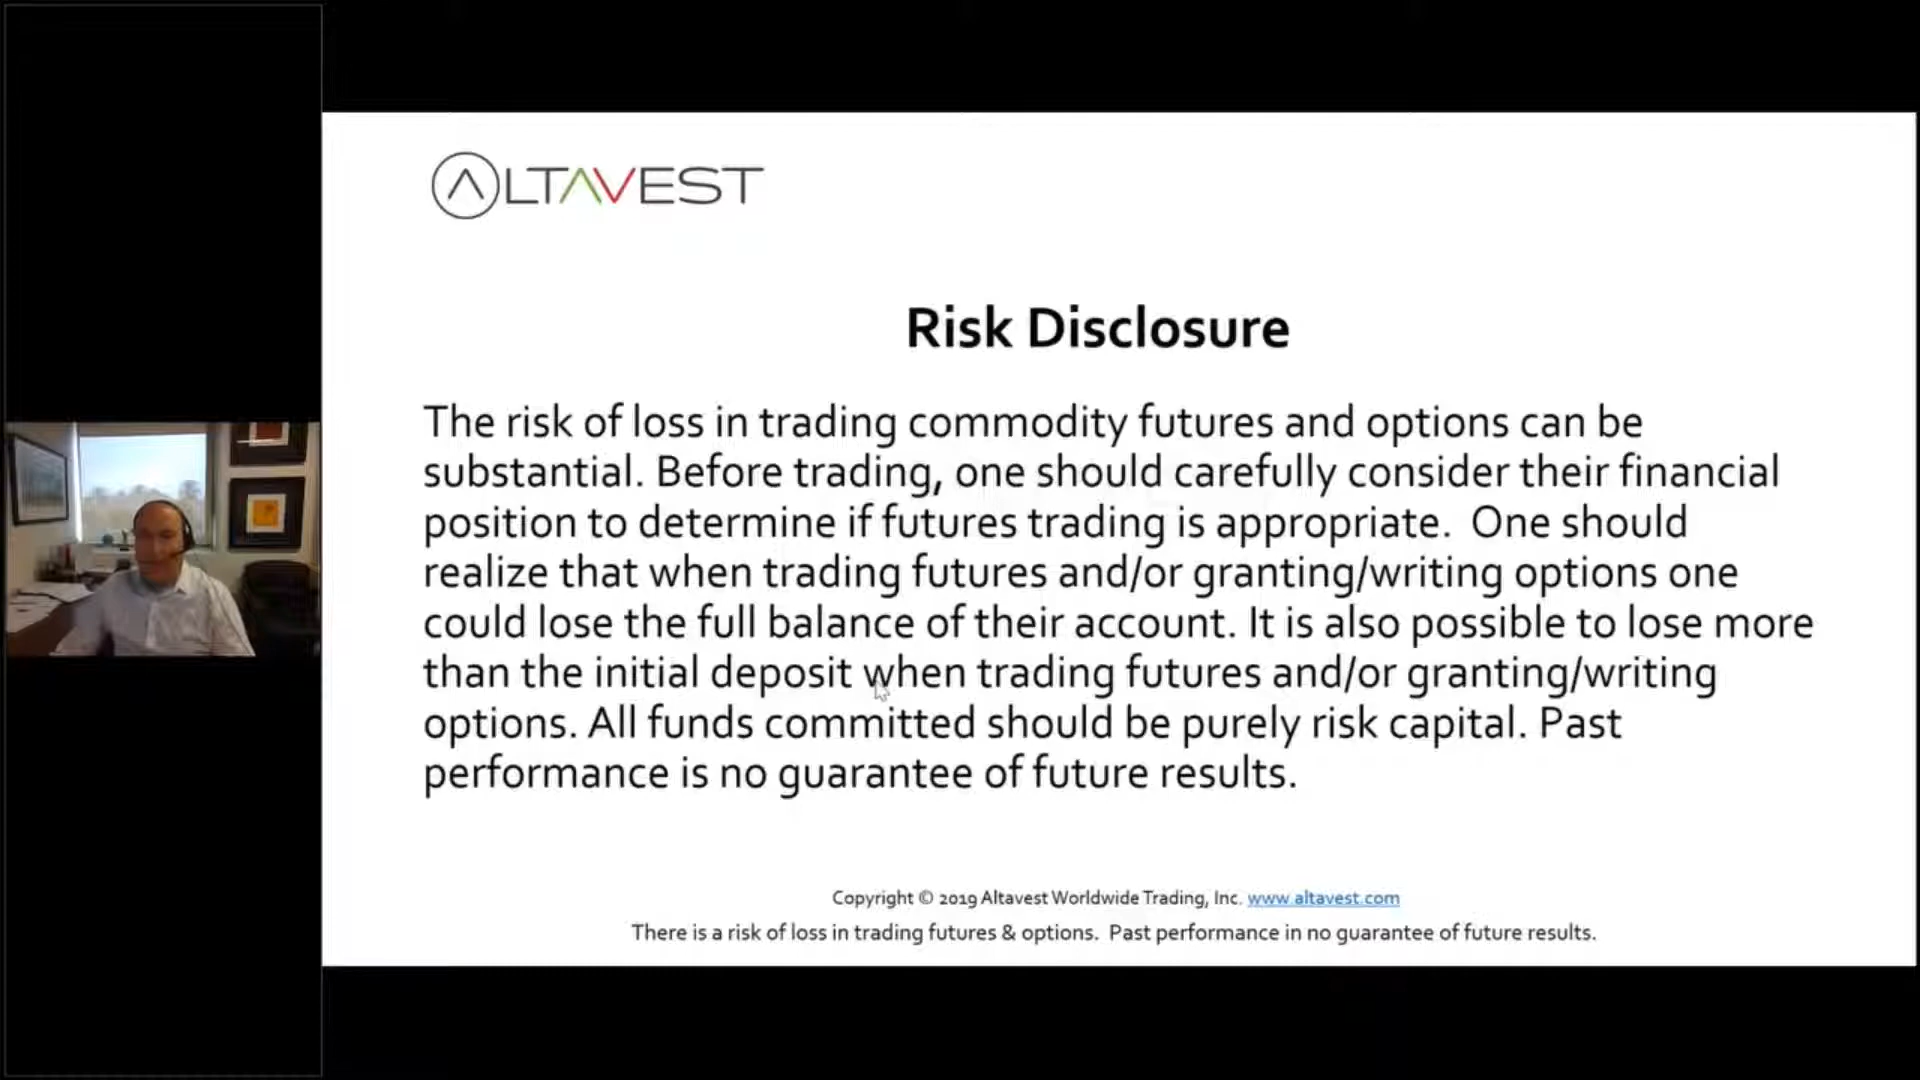 ALTAVEST
Risk Disclosure
The risk of loss in trading commodity futures and options can be
substantial. Before trading, one should carefully consider their financial
position to determine if futures trading is appropriate. One should
realize that when trading futures and/or granting/writing options one
could lose the full balance of their account. It is also possible to lose more
than the initial deposit when trading futures and/or granting/writing
options. All funds committed should be purely risk capital. Past
performance is no guarantee of future results.
Copyright © 2019 Altavest Worldwide Trading, Inc. www.altavest.com
There is a risk of loss in trading futures & options. Past performance in no guarantee of future results.